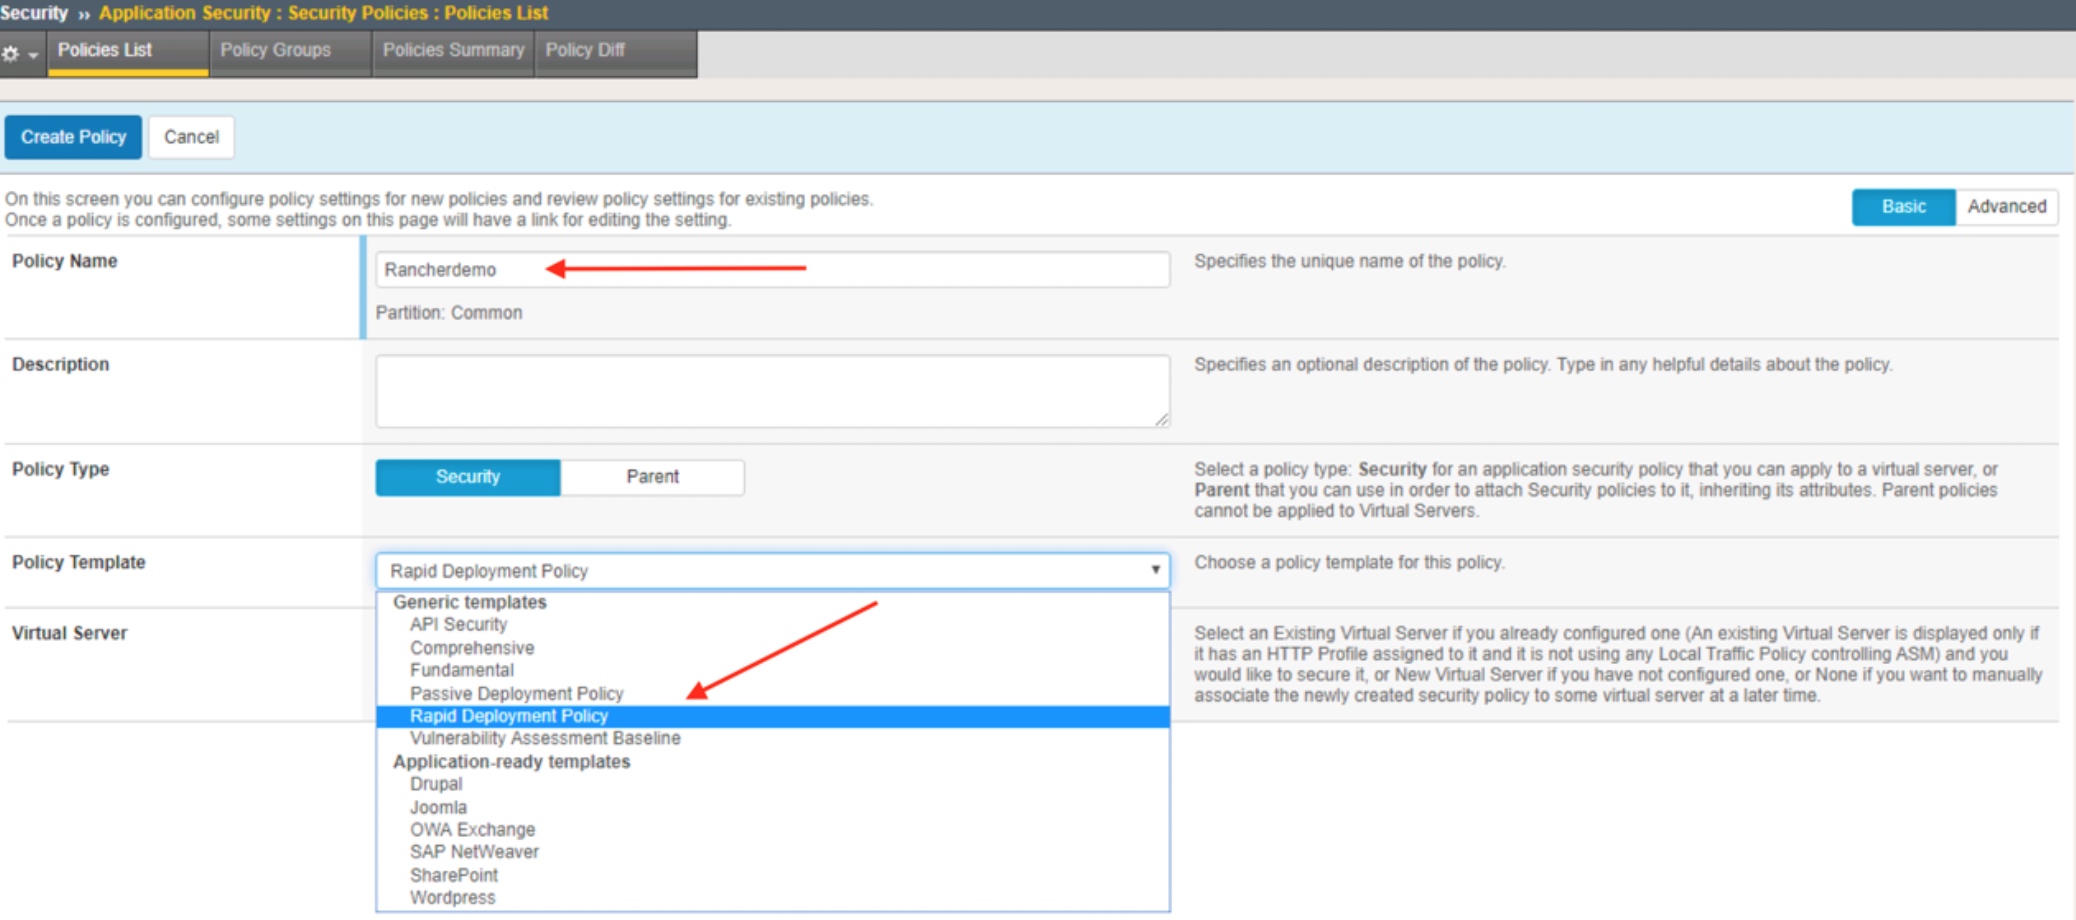 Security ›› Application Security : Security Policies : Policies List
Policies List
Policy Groups
Policies Summary
Policy Diff
Create Policy
Cancel
On this screen you can configure policy settings for new policies and review policy settings for existing policies.
Once a policy is configured, some settings on this page will have a link for editing the setting.
Basic
Advanced
Policy Name
Rancherdemo
Partition: Common
Specifies the unique name of the policy.
Description
Specifies an optional description of the policy. Type in any helpful details about the policy.
Policy Type
Security
Parent
Select a policy type: Security for an application security policy that you can apply to a virtual server, or
Parent that you can use in order to attach Security policies to it, inheriting its attributes. Parent policies
cannot be applied to Virtual Servers.
Policy Template
Rapid Deployment Policy
Choose a policy template for this policy.
Generic templates
API Security
Comprehensive
Fundamental
Passive Deployment Policy
Rapid Deployment Policy
Vulnerability Assessment Baseline
Application-ready templates
Drupal
Joomla
OWA Exchange
SAP NetWeaver
SharePoint
Wordpress
Virtual Server
Select an Existing Virtual Server if you already configured one (An existing Virtual Server is displayed only if
it has an HTTP Profile assigned to it and it is not using any Local Traffic Policy controlling ASM) and you
would like to secure it, or New Virtual Server if you have not configured one, or None if you want to manually
associate the newly created security policy to some virtual server at a later time.